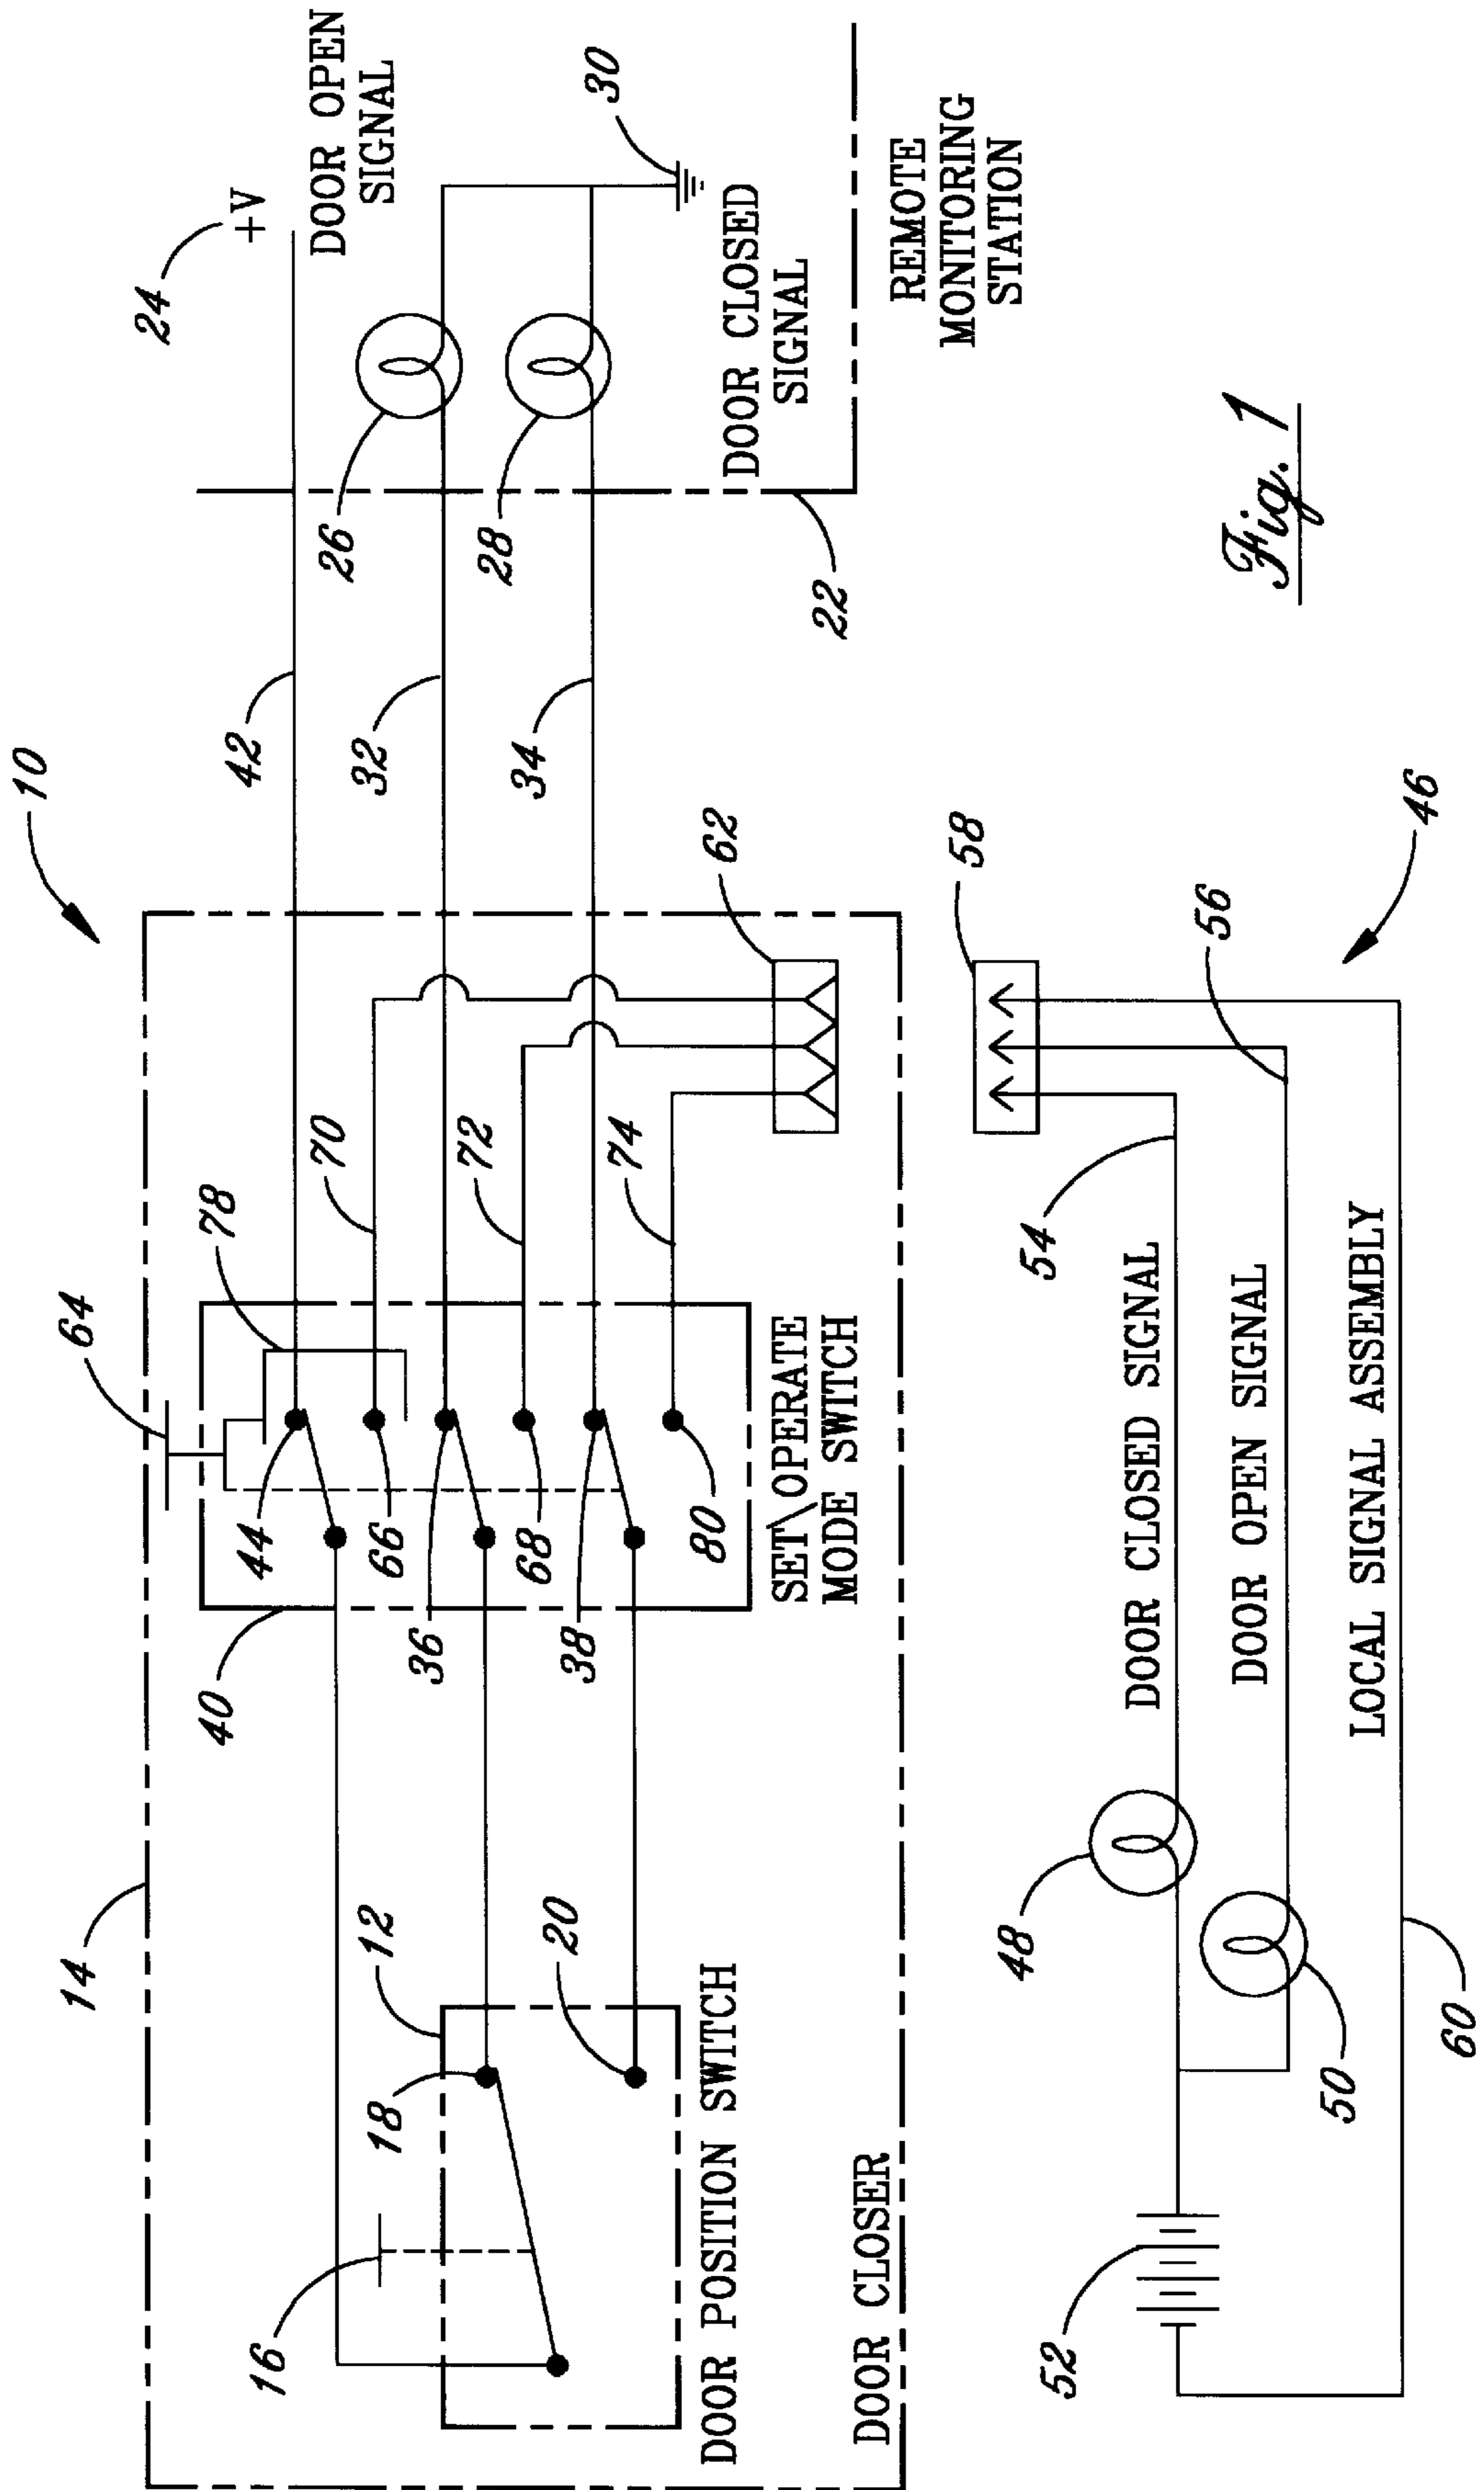 10
14
64
24
+V
DOOR OPEN
SIGNAL
42
78
44
70
26
40
66
32
16
12
36
72
28
30
18
68
34
20
38
74
62
DOOR CLOSED
SIGNAL
80
22
DOOR POSITION SWITCH
SET\OPERATE
MODE SWITCH
DOOR CLOSER
REMOTE
MONITORING
STATION
58
52
48
54
DOOR CLOSED SIGNAL
56
50
DOOR OPEN SIGNAL
LOCAL SIGNAL ASSEMBLY
46
60
Fig. 1